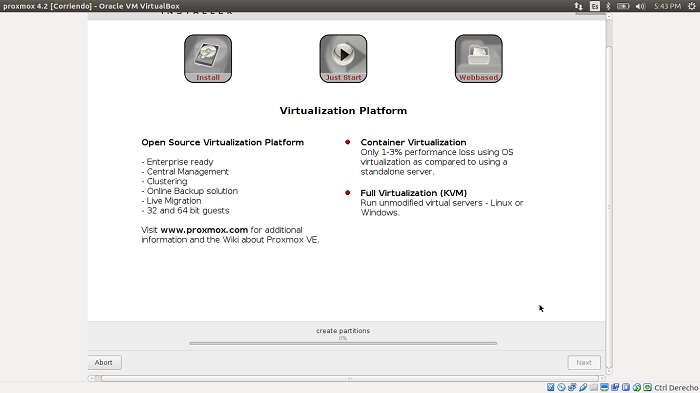 proxmox 4.2 [Corriendo] - Oracle VM VirtualBox
Es
5:43 PM
INSTALLER
Install
Just Start
Webbased
Virtualization Platform
Open Source Virtualization Platform
- Enterprise ready
- Central Management
- Clustering
- Online Backup solution
- Live Migration
- 32 and 64 bit guests
Visit www.proxmox.com for additional
information and the Wiki about Proxmox VE.
Container Virtualization
Only 1-3% performance loss using OS
virtualization as compared to using a
standalone server.
Full Virtualization (KVM)
Run unmodified virtual servers - Linux or
Windows.
create partitions
0%
Abort
Next
Ctrl Derecho